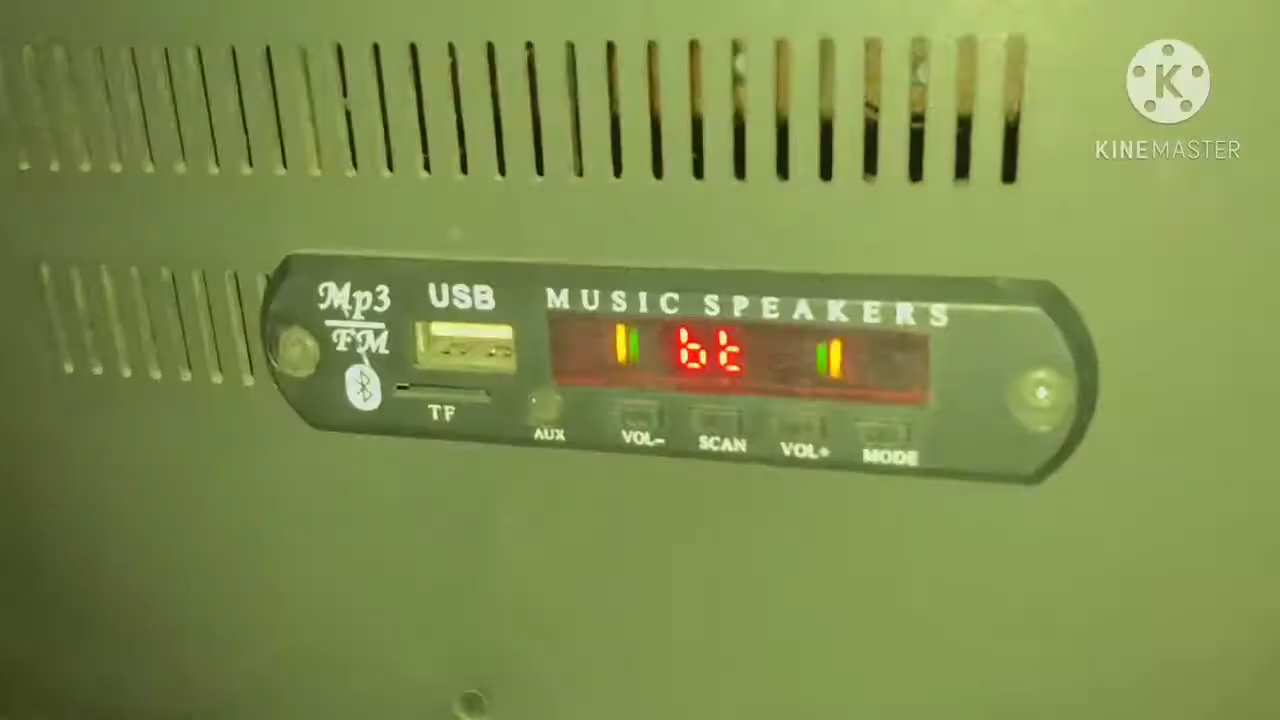 K
KINEMASTER
Mp3
FM
USB
TF
MUSIC SPEAKERS
bt
AUX
VOL-
SCAN
VOL+
MODE